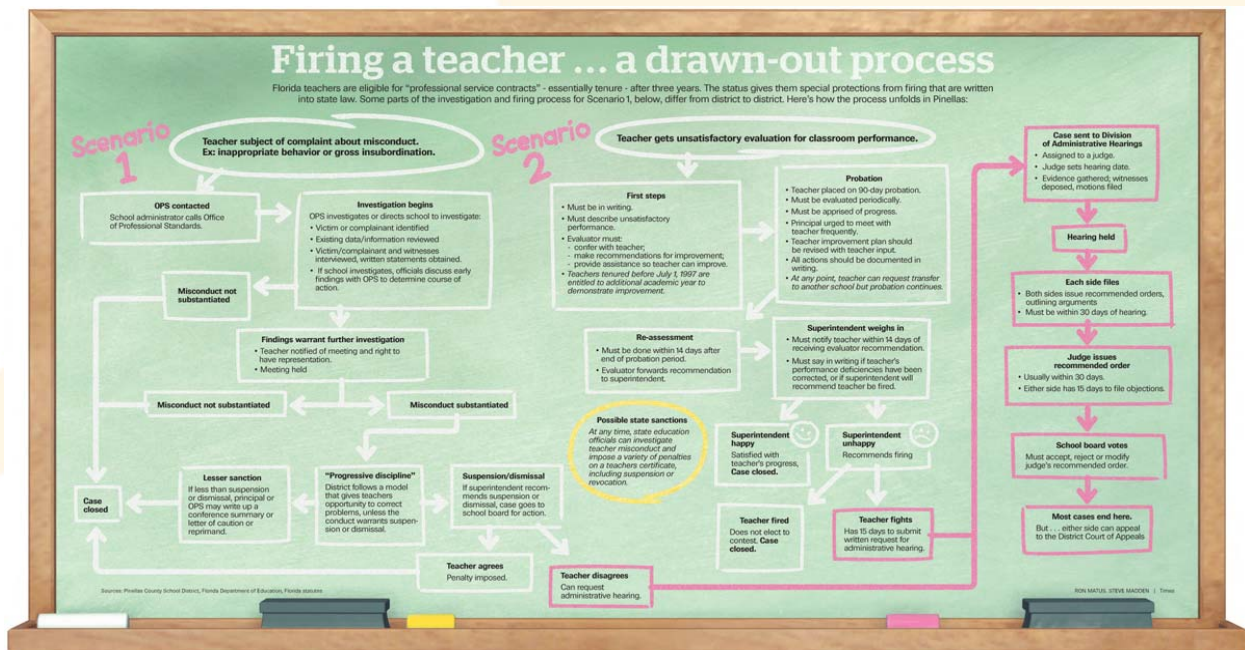 Firing a teacher ... a drawn-out process
Florida teachers are eligible for "professional service contracts" - essentially tenure - after three years. The status gives them special protections from firing that are written
into state law. Some parts of the investigation and firing process for Scenario 1, below, differ from district to district. Here's how the process unfolds in Pinellas:
Scenario
1
Teacher subject of complaint about misconduct.
Ex: inappropriate behavior or gross insubordination.
OPS contacted
School administrator calls Office
of Professional Standards.
Investigation begins
OPS investigates or directs school to investigate:
• Victim or complainant identified
• Existing data/information reviewed
• Victim/complainant and witnesses
interviewed, written statements obtained.
• If school investigates, officials discuss early
findings with OPS to determine course of
action.
Misconduct not
substantiated
Findings warrant further investigation
• Teacher notified of meeting and right to
have representation.
• Meeting held
Misconduct not substantiated
Misconduct substantiated
Case
closed
Lesser sanction
If less than suspension
or dismissal, principal or
OPS may write up a
conference summary or
letter of caution or
reprimand.
"Progressive discipline"
District follows a model
that gives teachers
opportunity to correct
problems, unless the
conduct warrants suspen-
sion or dismissal.
Suspension/dismissal
If superintendent recom-
mends suspension or
dismissal, case goes to
school board for action.
Teacher agrees
Penalty imposed.
Teacher disagrees
Can request
administrative hearing.
Scenario
2
Teacher gets unsatisfactory evaluation for classroom performance.
First steps
• Must be in writing.
• Must describe unsatisfactory
performance.
• Evaluator must:
- confer with teacher;
- make recommendations for improvement;
- provide assistance so teacher can improve.
• Teachers tenured before July 1, 1997 are
entitled to additional academic year to
demonstrate improvement.
Probation
• Teacher placed on 90-day probation.
• Must be evaluated periodically.
• Must be apprised of progress.
• Principal urged to meet with
teacher frequently.
• Teacher improvement plan should
be revised with teacher input.
• All actions should be documented in
writing.
• At any point, teacher can request transfer
to another school but probation continues.
Re-assessment
• Must be done within 14 days after
end of probation period.
• Evaluator forwards recommendation
to superintendent.
Superintendent weighs in
• Must notify teacher within 14 days of
receiving evaluator recommendation.
• Must say in writing if teacher's
performance deficiencies have been
corrected, or if superintendent will
recommend teacher be fired.
Possible state sanctions
At any time, state education
officials can investigate
teacher misconduct and
impose a variety of penalties
on a teachers certificate,
including suspension or
revocation.
Superintendent
happy
Satisfied with
teacher's progress,
Case closed.
Superintendent
unhappy
Recommends firing
Teacher fired
Does not elect to
contest. Case
closed.
Teacher fights
Has 15 days to submit
written request for
administrative hearing.
Case sent to Division
of Administrative Hearings
• Assigned to a judge.
• Judge sets hearing date.
• Evidence gathered; witnesses
deposed, motions filed
Hearing held
Each side files
• Both sides issue recommended orders,
outlining arguments
• Must be within 30 days of hearing.
Judge issues
recommended order
• Usually within 30 days.
• Either side has 15 days to file objections.
School board votes
Must accept, reject or modify
judge's recommended order.
Most cases end here.
But . . . either side can appeal
to the District Court of Appeals
Sources: Pinellas County School District, Florida Department of Education, Florida statutes
RON MATUS, STEVE MADDEN | Times